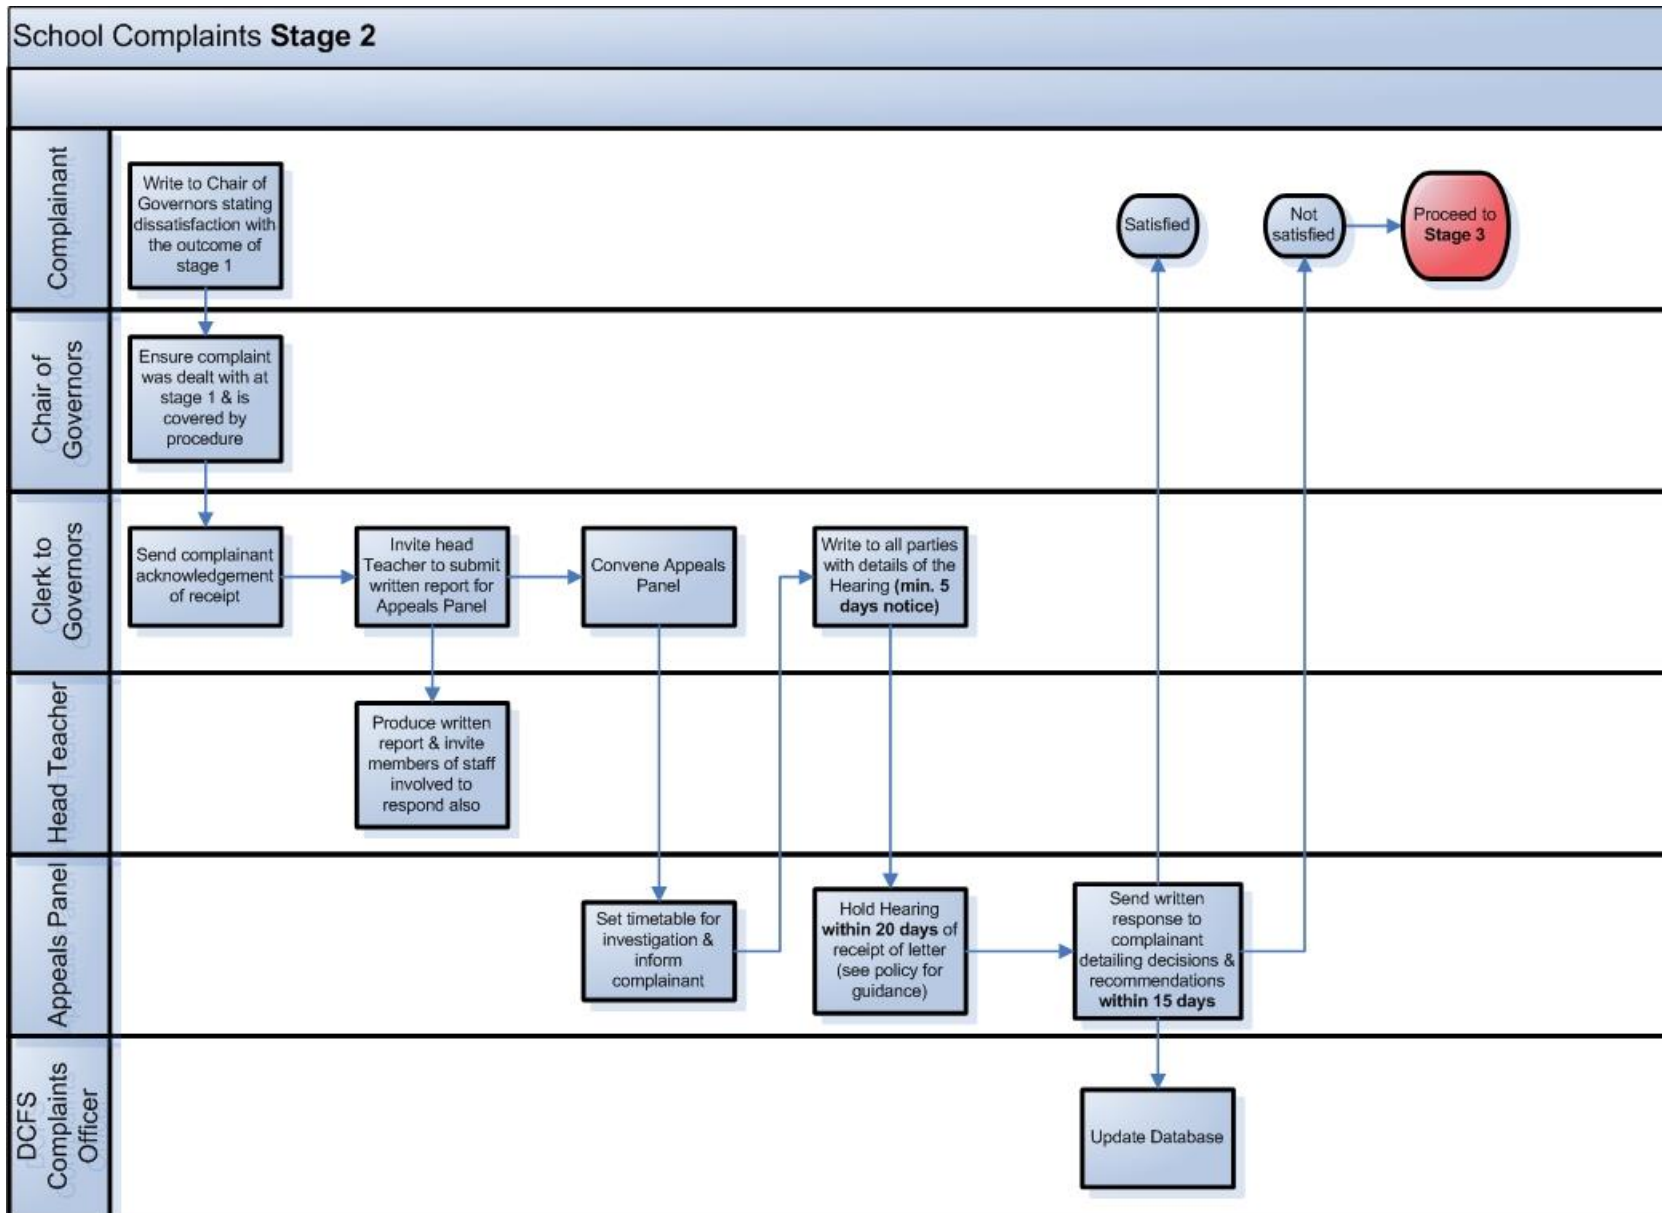 School Complaints Stage 2
Complainant
Write to Chair of
Governors stating
dissatisfaction with
the outcome of
stage 1
Satisfied
Not
satisfied
Proceed to
Stage 3
Chair of
Governors
Ensure complaint
was dealt with at
stage 1 & is
covered by
procedure
Clerk to
Governors
Send complainant
acknowledgement
of receipt
Invite head
Teacher to submit
written report for
Appeals Panel
Convene Appeals
Panel
Write to all parties
with details of the
Hearing (min. 5
days notice)
Head Teacher
Produce written
report & invite
members of staff
involved to
respond also
Appeals Panel
Set timetable for
investigation &
inform
complainant
Hold Hearing
within 20 days of
receipt of letter
(see policy for
guidance)
Send written
response to
complainant
detailing decisions &
recommendations
within 15 days
DCFS
Complaints
Officer
Update Database